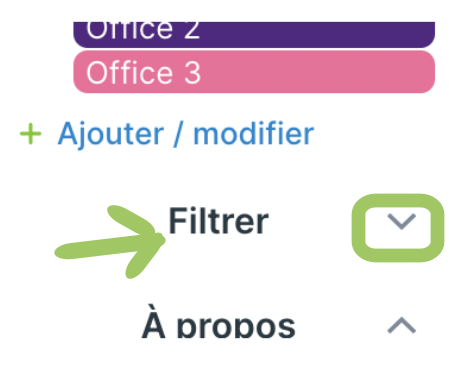 Office 2
Office 3
+ Ajouter / modifier
Filtrer
À propos